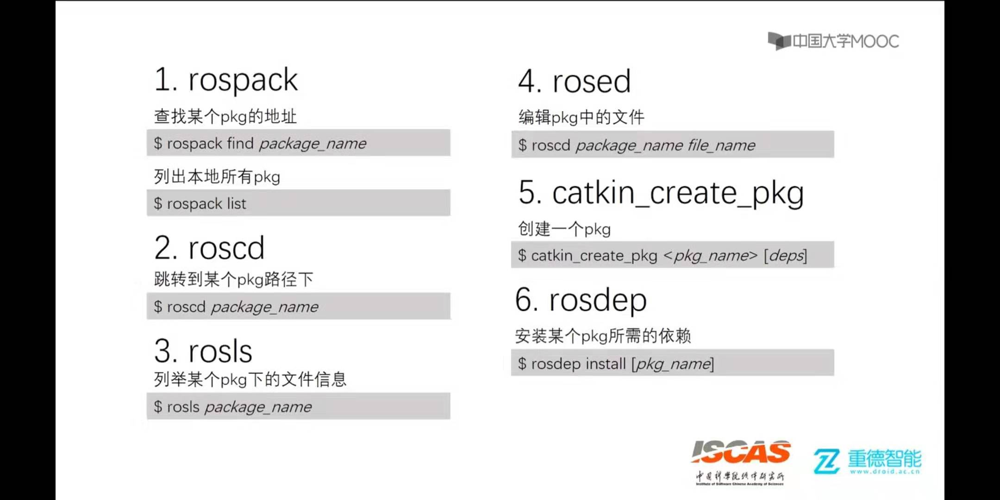 中国大学MOOC
1. rospack
查找某个pkg的地址
$ rospack find package_name
列出本地所有pkg
$ rospack list
2. roscd
跳转到某个pkg路径下
$ roscd package_name
3. rosls
列举某个pkg下的文件信息
$ rosls package_name
4. rosed
编辑pkg中的文件
$ roscd package_name file_name
5. catkin_create_pkg
创建一个pkg
$ catkin_create_pkg <pkg_name> [deps]
6. rosdep
安装某个pkg所需的依赖
$ rosdep install [pkg_name]
ISCAS
中国科学院软件研究所
Institute of Software Chinese Academy of Sciences
重德智能
www.droid.ac.cn